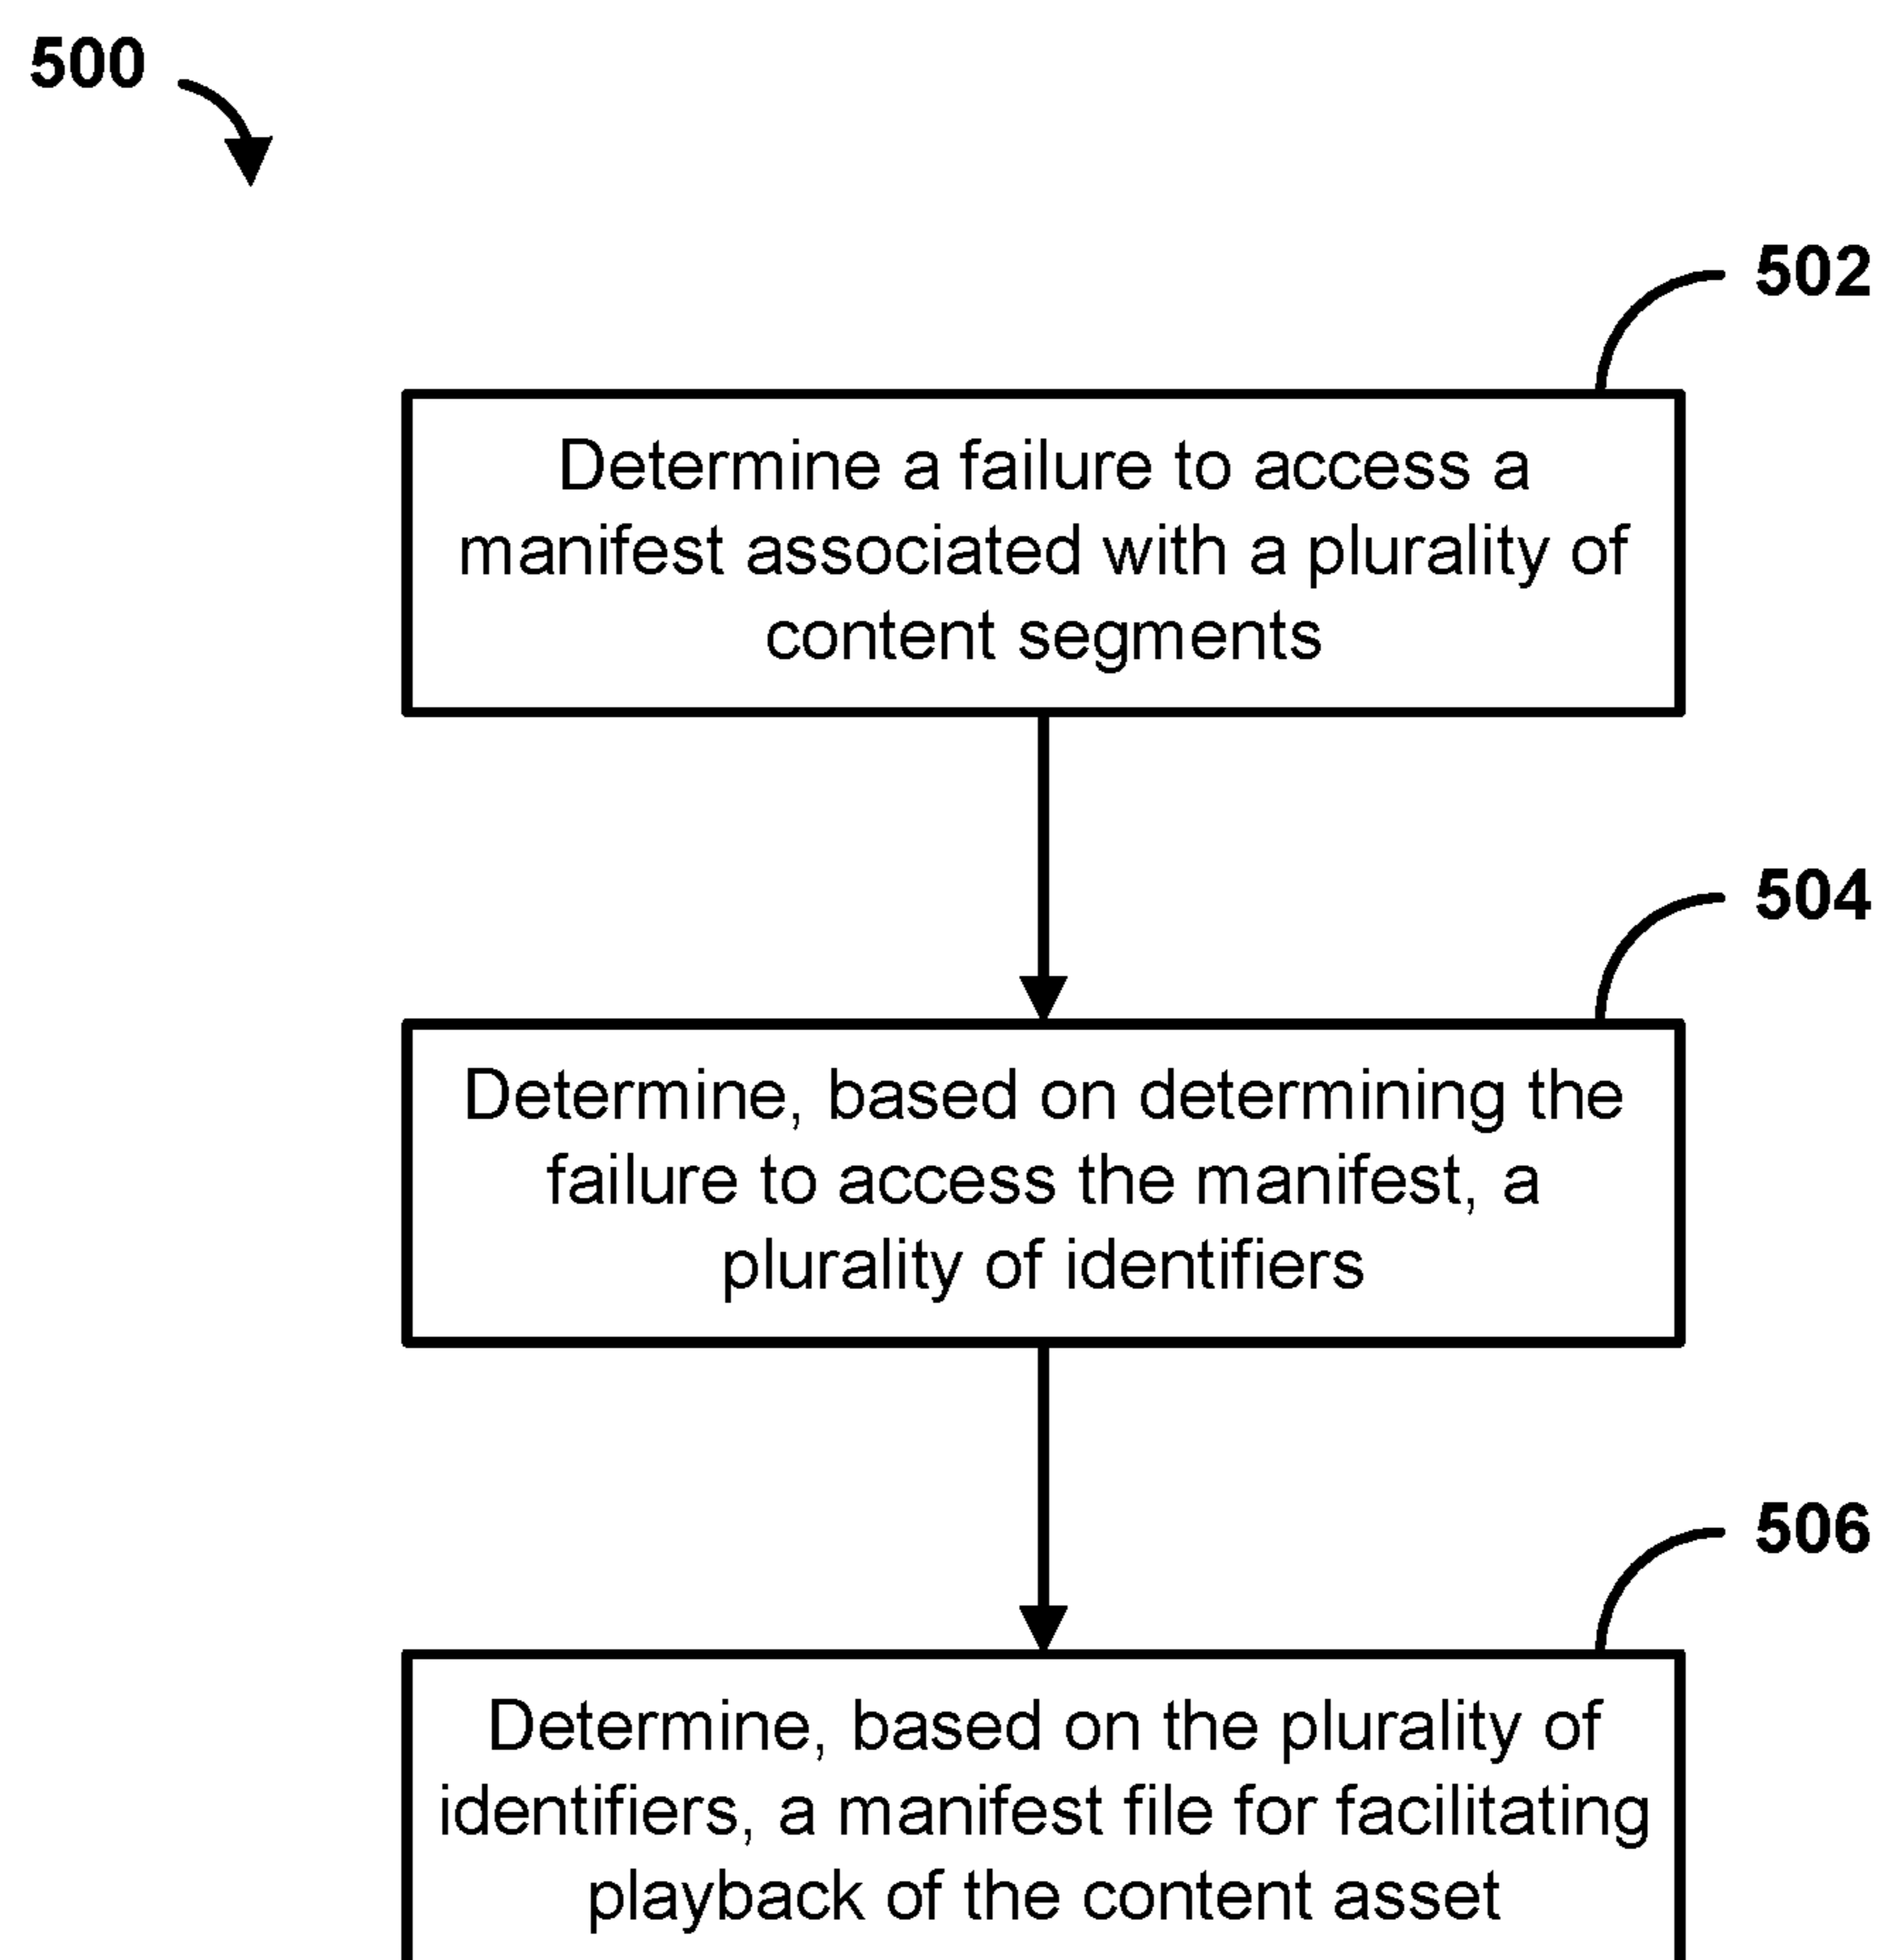 500
502
Determine a failure to access a
manifest associated with a plurality of
content segments
504
Determine, based on determining the
failure to access the manifest, a
plurality of identifiers
506
Determine, based on the plurality of
identifiers, a manifest file for facilitating
playback of the content asset